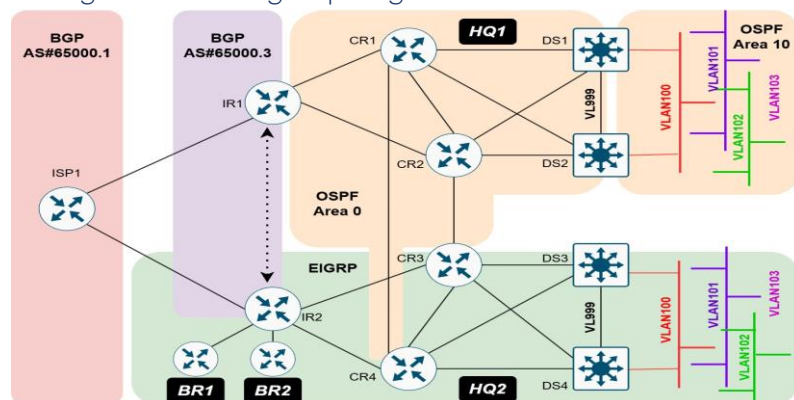 BGP
AS#65000.1
BGP
AS#65000.3
CR1
HQ1
DS1
OSPF
Area 10
IR1
VL999
VLAN100
VLAN101
VLAN102
VLAN103
ISP1
CR2
DS2
OSPF
Area 0
EIGRP
CR3
DS3
IR2
VL999
VLAN100
VLAN101
VLAN102
VLAN103
BR1
BR2
CR4
HQ2
DS4